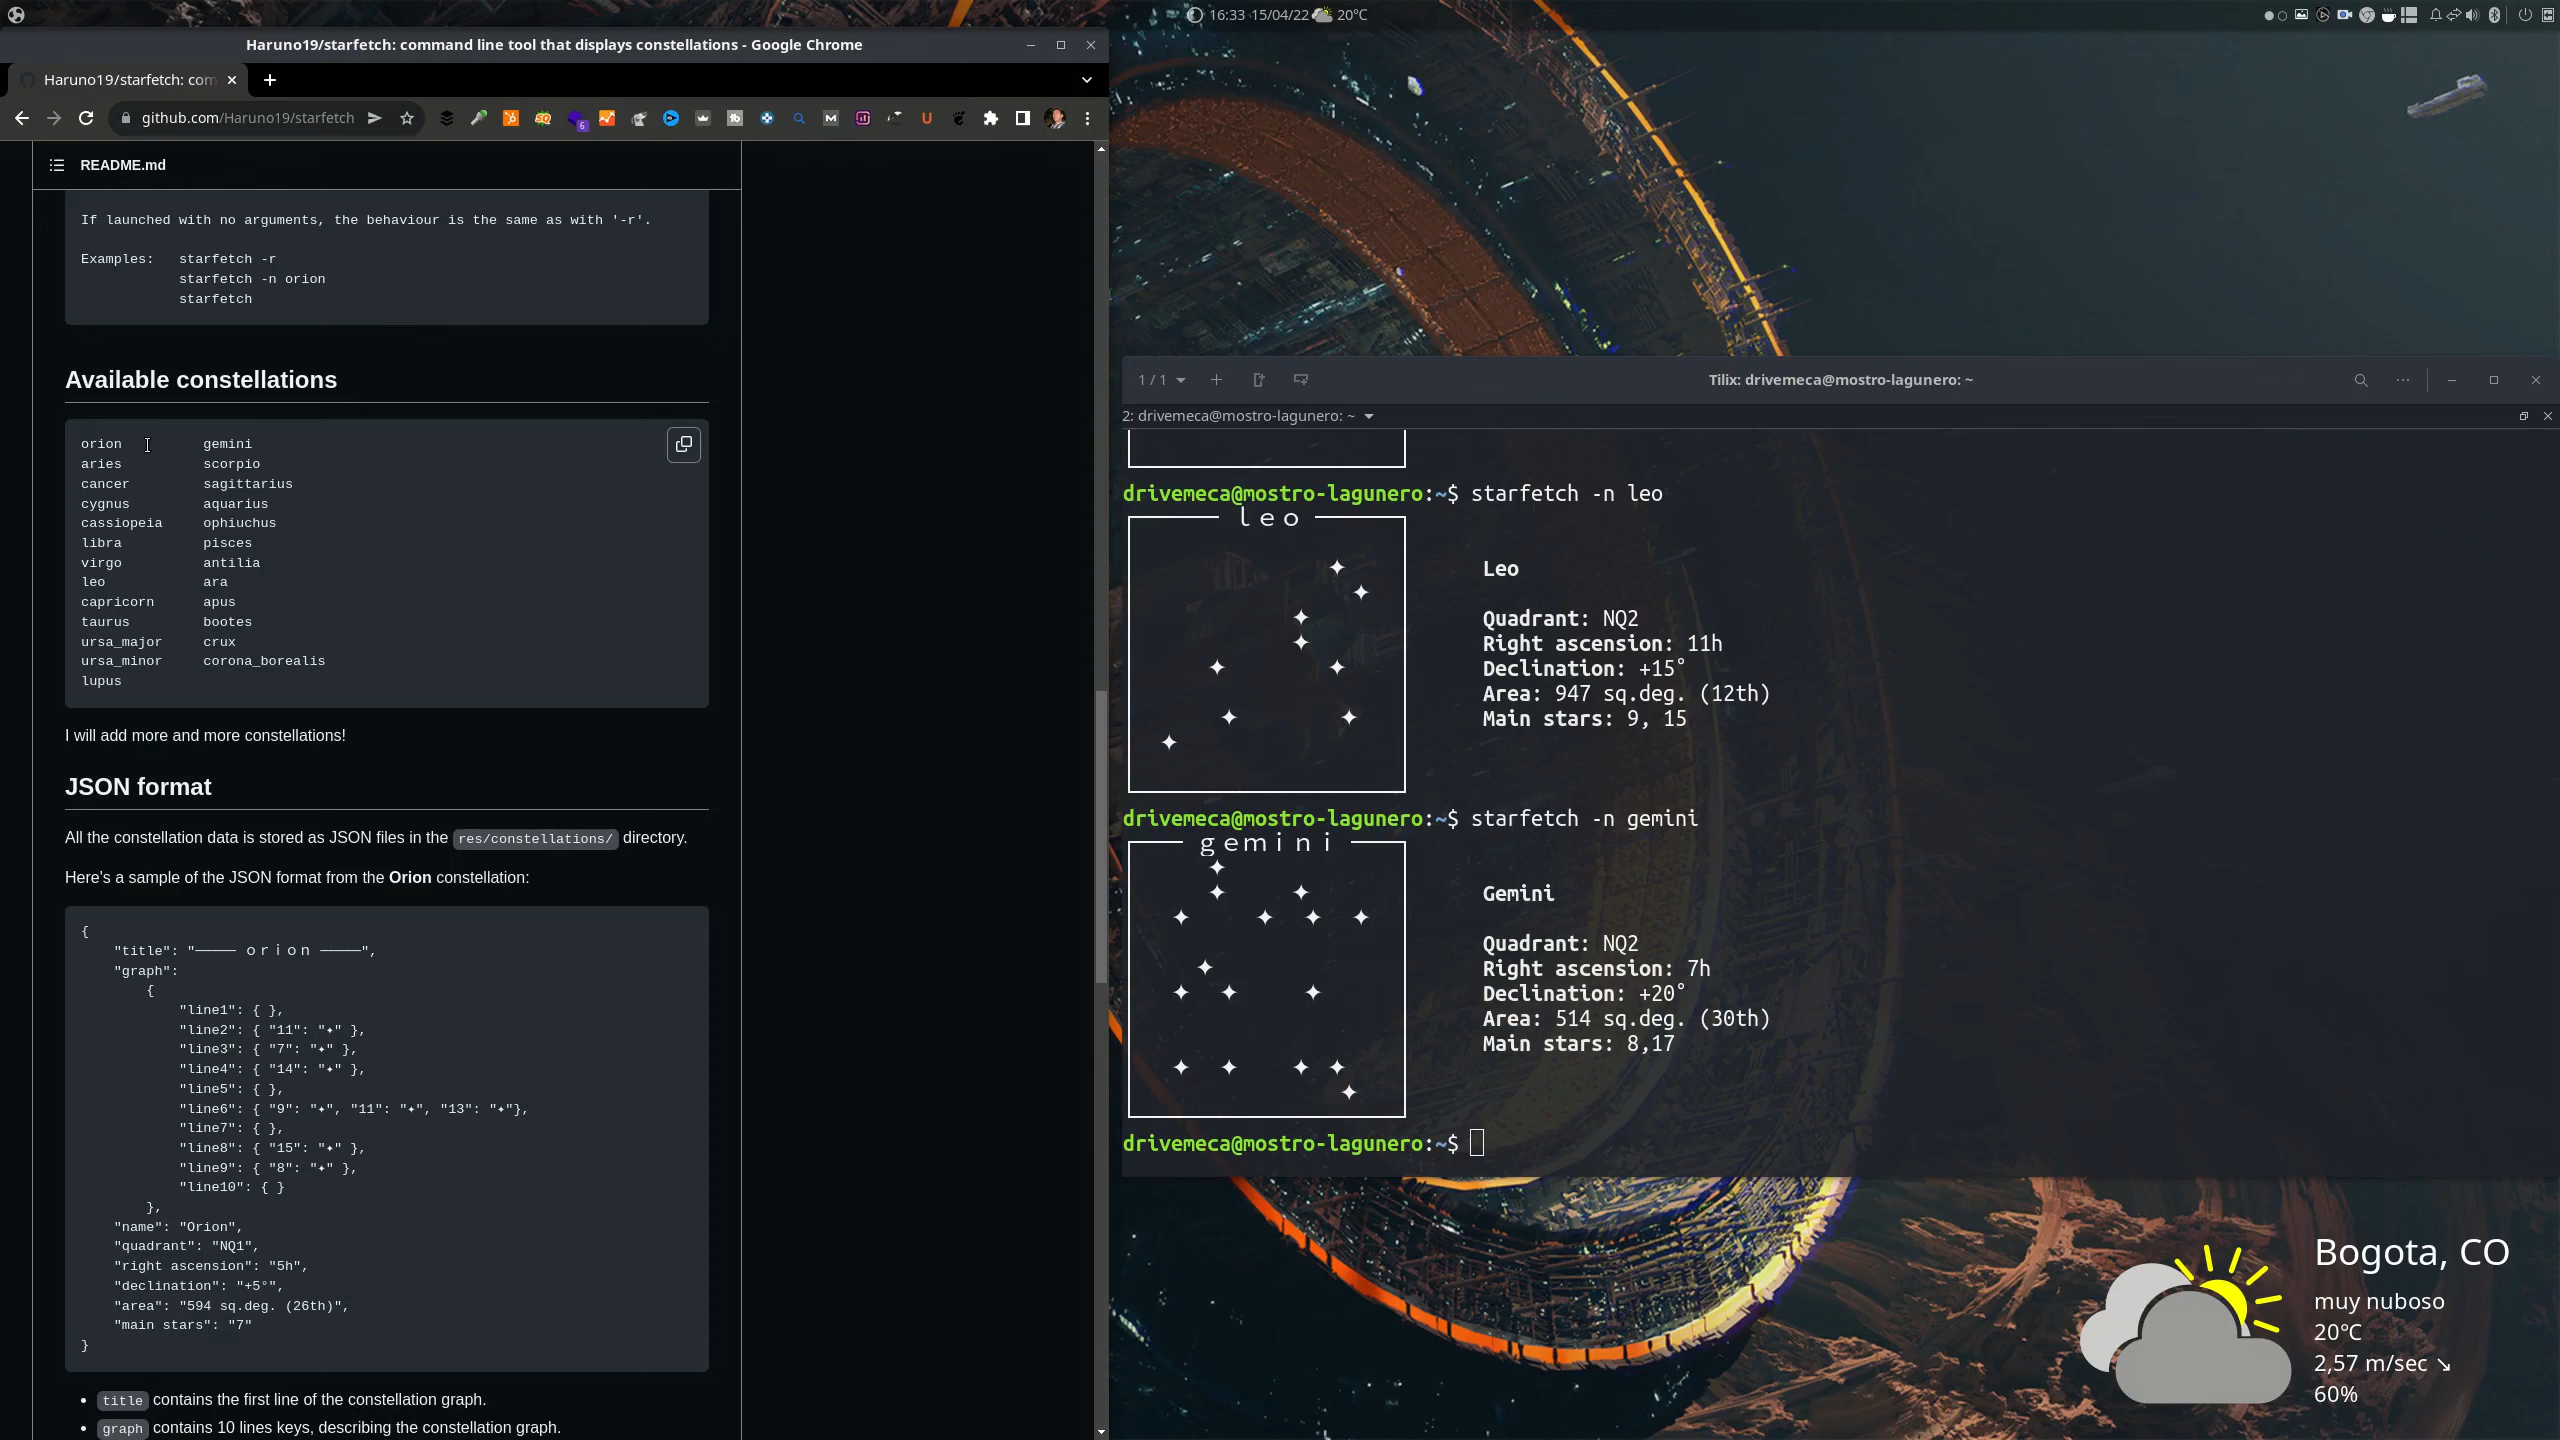 16:33 15/04/22 20°C
Haruno19/starfetch: command line tool that displays constellations - Google Chrome
Haruno19/starfetch: com
github.com/Haruno19/starfetch
README.md
If launched with no arguments, the behaviour is the same as with '-r'.
Examples: starfetch -r
starfetch -n orion
starfetch
Available constellations
orion gemini
aries scorpio
cancer sagittarius
cygnus aquarius
cassiopeia ophiuchus
libra pisces
virgo antilia
leo ara
capricorn apus
taurus bootes
ursa_major crux
ursa_minor corona_borealis
lupus
I will add more and more constellations!
JSON format
All the constellation data is stored as JSON files in the res/constellations/ directory.
Here's a sample of the JSON format from the Orion constellation:
{
"title": "───── ｏｒｉｏｎ ─────",
"graph":
{
"line1": { },
"line2": { "11": "✦" },
"line3": { "7": "✦" },
"line4": { "14": "✦" },
"line5": { },
"line6": { "9": "✦", "11": "✦", "13": "✦"},
"line7": { },
"line8": { "15": "✦" },
"line9": { "8": "✦" },
"line10": { }
},
"name": "Orion",
"quadrant": "NQ1",
"right ascension": "5h",
"declination": "+5°",
"area": "594 sq.deg. (26th)",
"main stars": "7"
}
• title contains the first line of the constellation graph.
• graph contains 10 lines keys, describing the constellation graph.
1 / 1
Tilix: drivemeca@mostro-lagunero: ~
2: drivemeca@mostro-lagunero: ~
drivemeca@mostro-lagunero:~$ starfetch -n leo
ｌｅｏ
Leo
Quadrant: NQ2
Right ascension: 11h
Declination: +15°
Area: 947 sq.deg. (12th)
Main stars: 9, 15
drivemeca@mostro-lagunero:~$ starfetch -n gemini
ｇｅｍｉｎｉ
Gemini
Quadrant: NQ2
Right ascension: 7h
Declination: +20°
Area: 514 sq.deg. (30th)
Main stars: 8,17
drivemeca@mostro-lagunero:~$
Bogota, CO
muy nuboso
20°C
2,57 m/sec ↘
60%